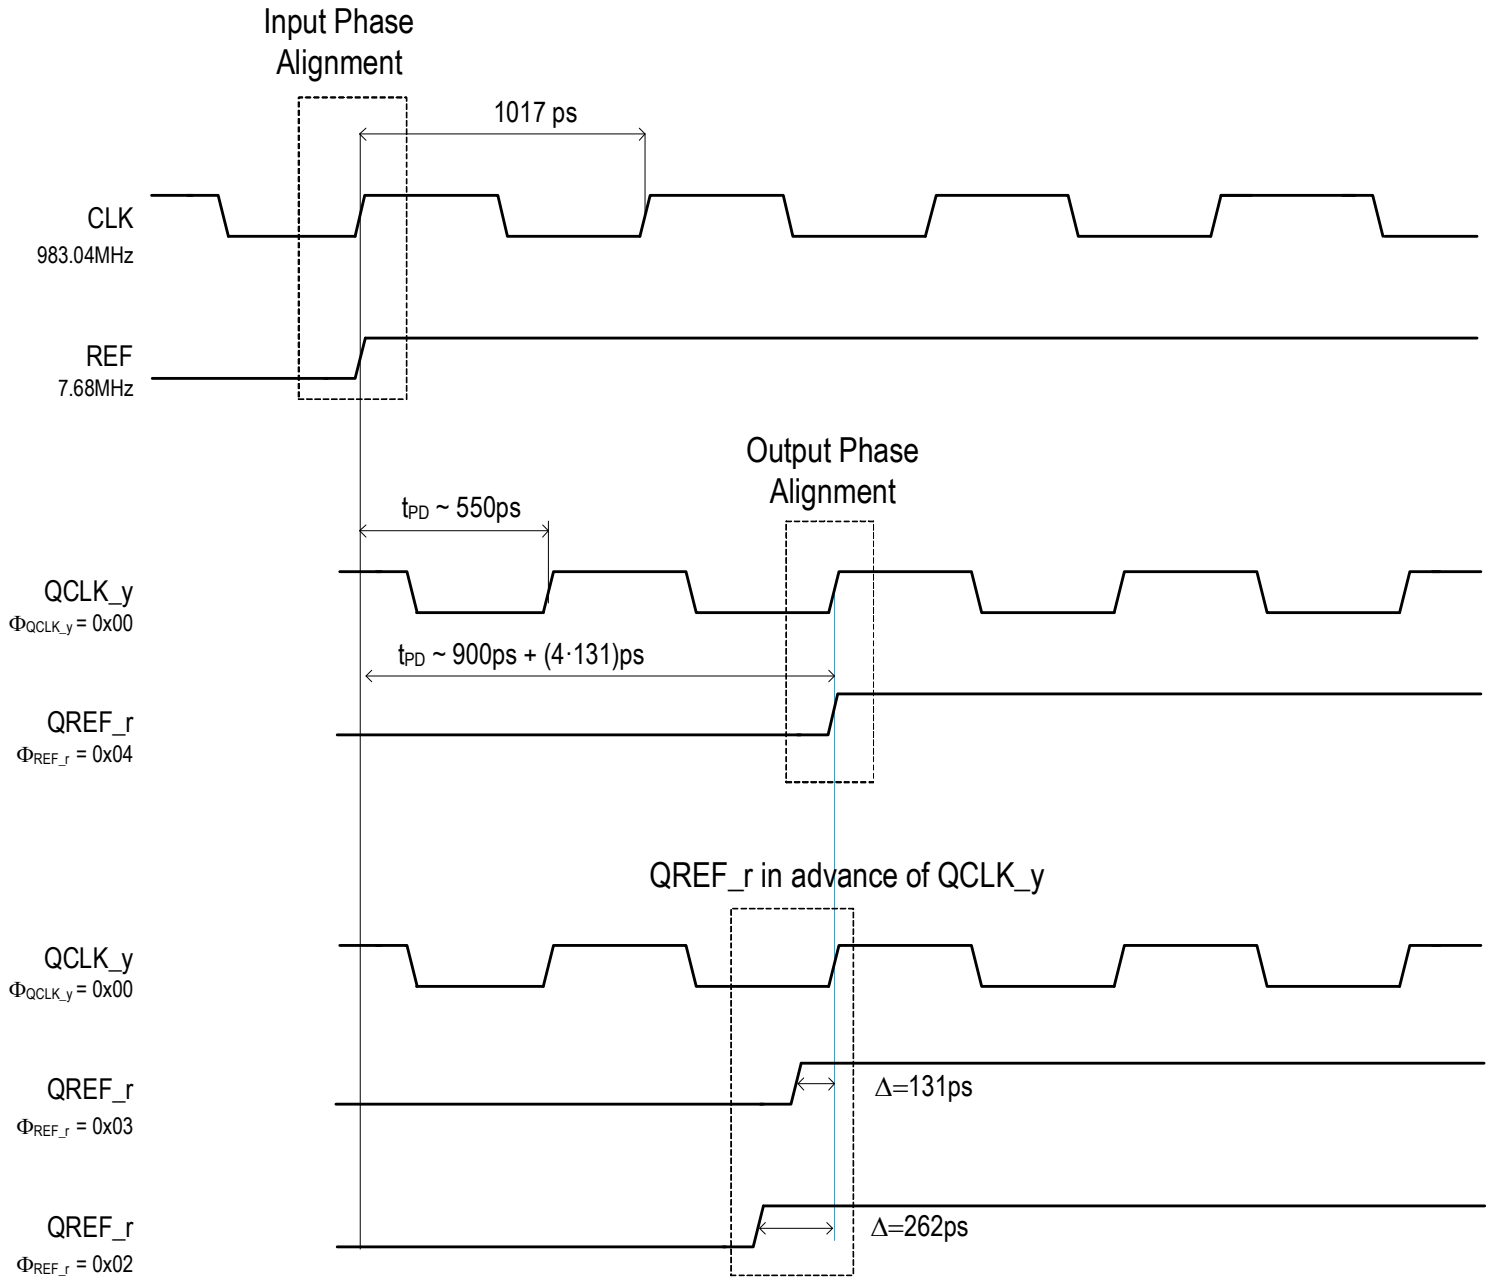 Input Phase
Alignment
1017 ps
CLK
983.04MHz
REF
7.68MHz
Output Phase
Alignment
tPD ~ 550ps
QCLK_y
ΦQCLK_y = 0x00
tPD ~ 900ps + (4·131)ps
QREF_r
ΦREF_r = 0x04
QREF_r in advance of QCLK_y
QCLK_y
ΦQCLK_y = 0x00
QREF_r
Δ=131ps
ΦREF_r = 0x03
QREF_r
Δ=262ps
ΦREF_r = 0x02